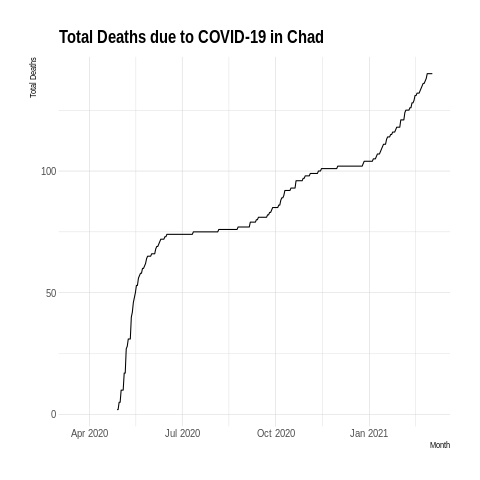 Total Deaths due to COVID-19 in Chad
Total Deaths
100
50
0
Apr 2020
Jul 2020
Oct 2020
Jan 2021
Month